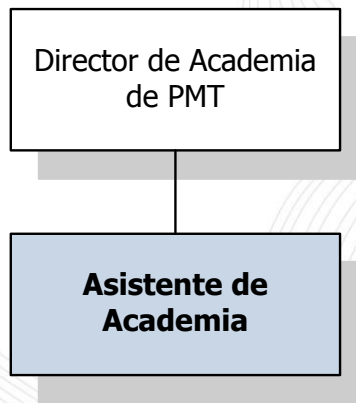 Director de Academia
de PMT
Asistente de
Academia